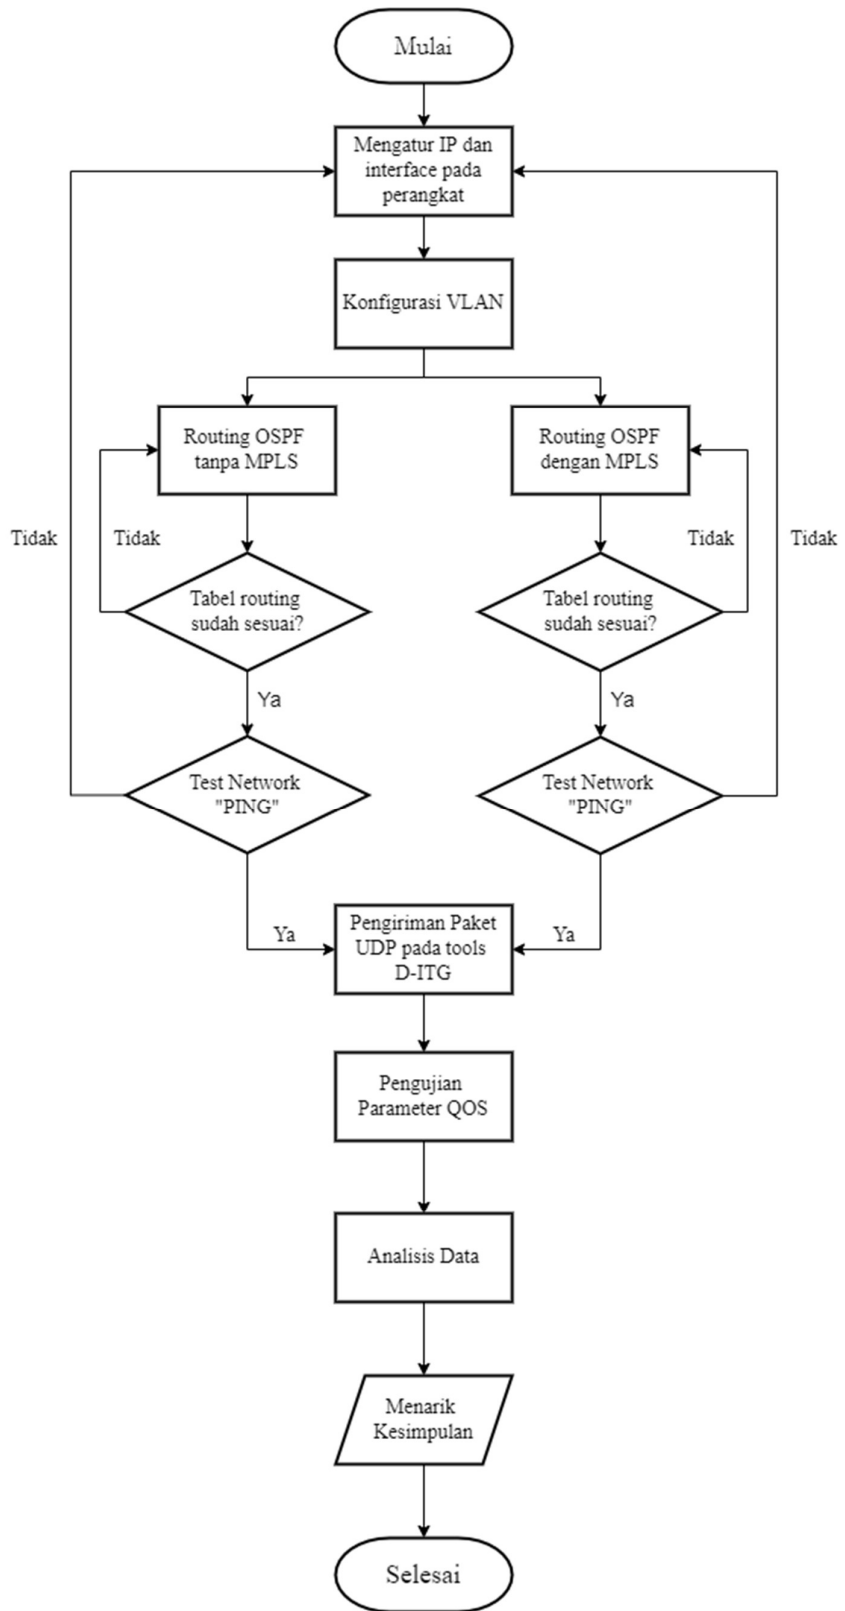 Mulai
Mengatur IP dan
interface pada
perangkat
Konfigurasi VLAN
Routing OSPF
tanpa MPLS
Routing OSPF
dengan MPLS
Tidak
Tidak
Tidak
Tidak
Tabel routing
sudah sesuai?
Tabel routing
sudah sesuai?
Ya
Ya
Test Network
"PING"
Test Network
"PING"
Ya
Pengiriman Paket
UDP pada tools
D-ITG
Ya
Pengujian
Parameter QOS
Analisis Data
Menarik
Kesimpulan
Selesai